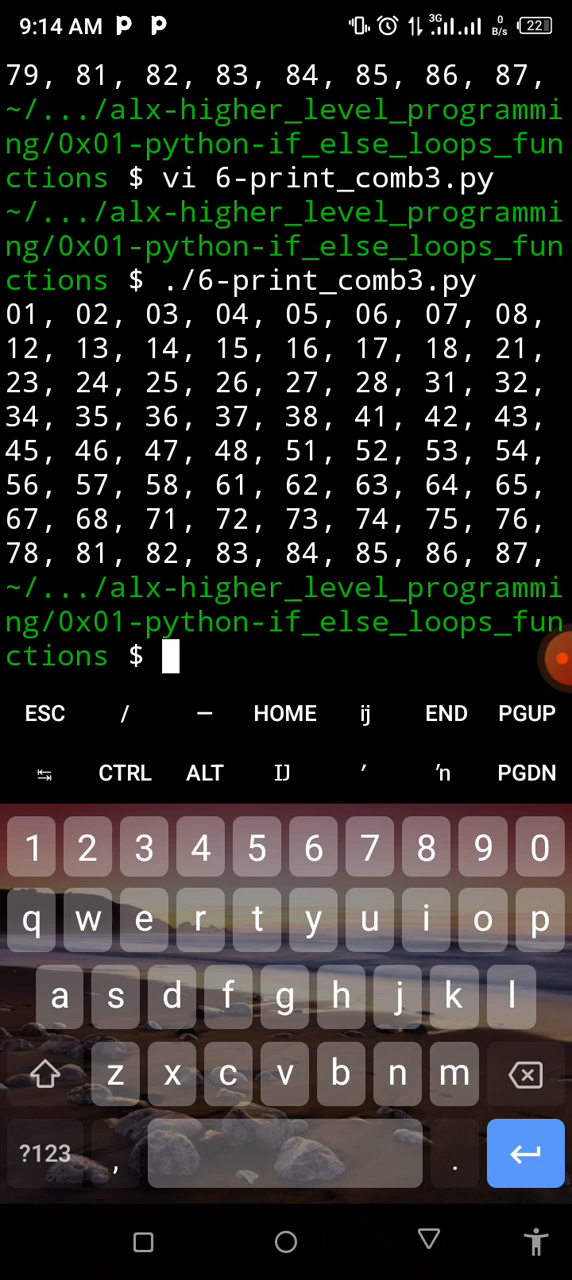 9:14 AM P P 3G 0 B/s 22
79, 81, 82, 83, 84, 85, 86, 87,
~/.../alx-higher_level_programmi
ng/0x01-python-if_else_loops_fun
ctions $ vi 6-print_comb3.py
~/.../alx-higher_level_programmi
ng/0x01-python-if_else_loops_fun
ctions $ ./6-print_comb3.py
01, 02, 03, 04, 05, 06, 07, 08,
12, 13, 14, 15, 16, 17, 18, 21,
23, 24, 25, 26, 27, 28, 31, 32,
34, 35, 36, 37, 38, 41, 42, 43,
45, 46, 47, 48, 51, 52, 53, 54,
56, 57, 58, 61, 62, 63, 64, 65,
67, 68, 71, 72, 73, 74, 75, 76,
78, 81, 82, 83, 84, 85, 86, 87,
~/.../alx-higher_level_programmi
ng/0x01-python-if_else_loops_fun
ctions $
ESC / — HOME ĳ END PGUP
↹ CTRL ALT Ĳ ′ ŉ PGDN
1 2 3 4 5 6 7 8 9 0
q w e r t y u i o p
a s d f g h j k l
z x c v b n m
?123 , .